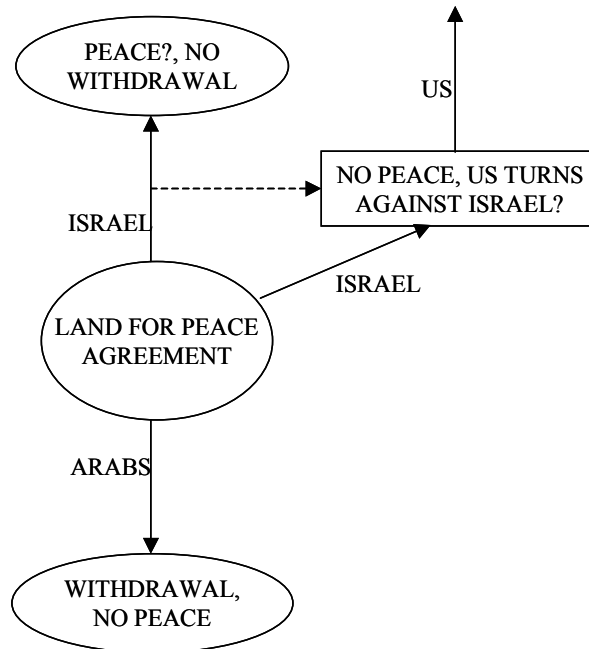 PEACE?, NO
WITHDRAWAL
US
NO PEACE, US TURNS
AGAINST ISRAEL?
ISRAEL
ISRAEL
LAND FOR PEACE
AGREEMENT
ARABS
WITHDRAWAL,
NO PEACE